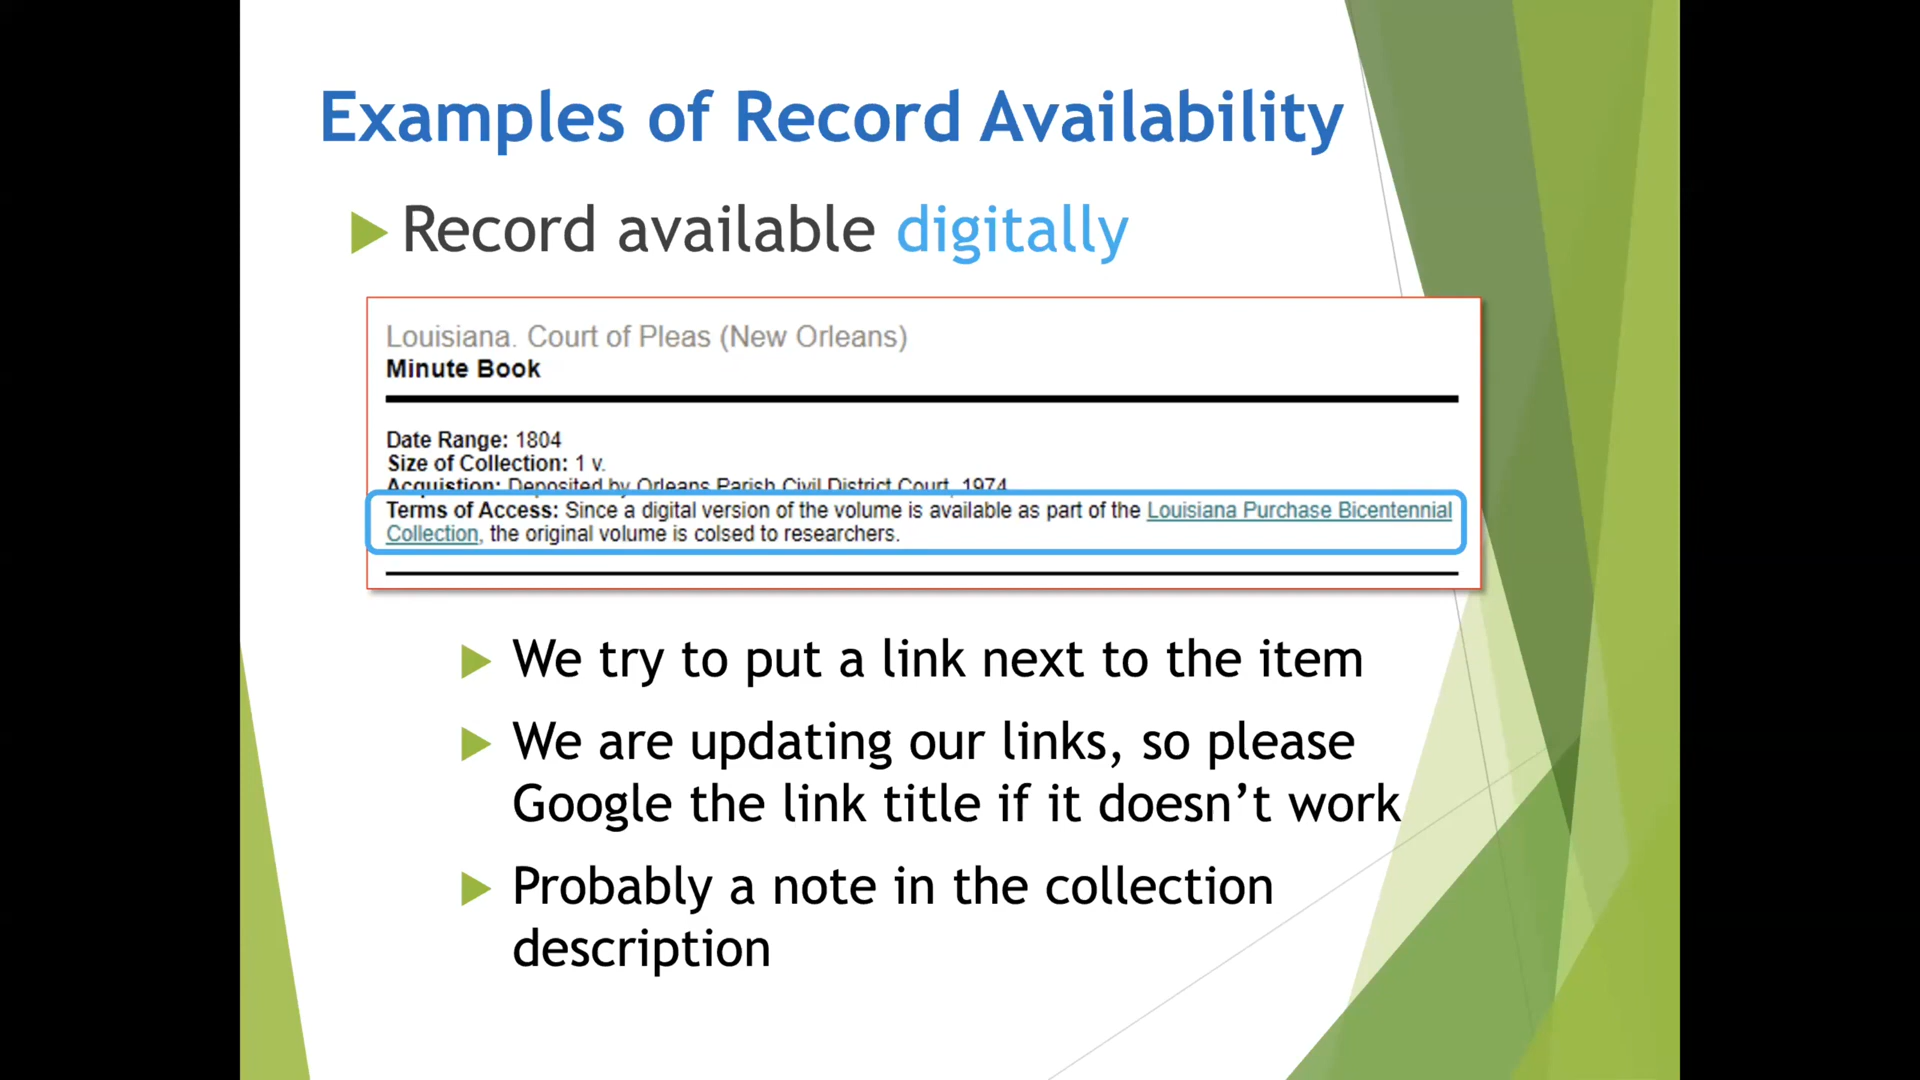 Examples of Record Availability
Record available digitally
Louisiana. Court of Pleas (New Orleans)
Minute Book
Date Range: 1804
Size of Collection: 1 v.
Acquistion: Deposited by Orleans Parish Civil District Court, 1974
Terms of Access: Since a digital version of the volume is available as part of the Louisiana Purchase Bicentennial
Collection, the original volume is colsed to researchers.
We try to put a link next to the item
We are updating our links, so please
Google the link title if it doesn’t work
Probably a note in the collection
description